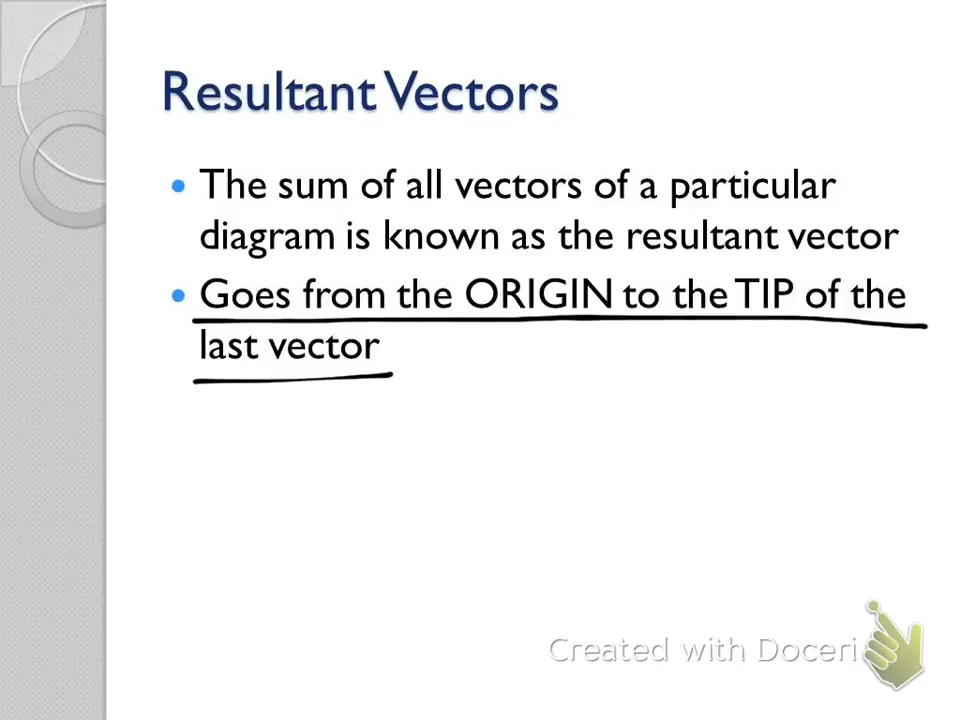 Resultant Vectors
• The sum of all vectors of a particular
diagram is known as the resultant vector
• Goes from the ORIGIN to the TIP of the
last vector
Created with Doceri